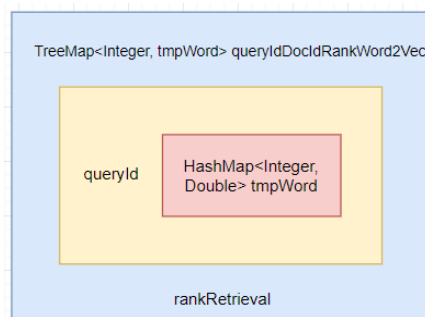 TreeMap<Integer, tmpWord> queryIdDocIdRankWord2Vec
queryId
HashMap<Integer,
Double> tmpWord
rankRetrieval